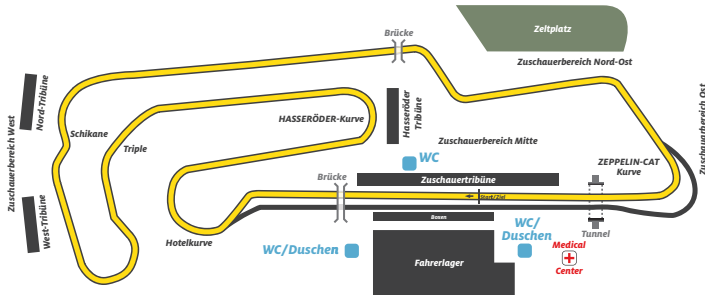 Zeltplatz
Brücke
Zuschauerbereich Nord-Ost
Zuschauerbereich West
Nord-Tribüne
Schikane
Triple
HASSERÖDER-Kurve
Hasseröder
Tribüne
Zuschauerbereich Mitte
Zuschauerbereich Ost
WC
ZEPPELIN-CAT
Kurve
Brücke
Zuschauertribüne
Start/Ziel
West-Tribüne
Hotelkurve
Boxen
WC/
Duschen
Tunnel
WC/Duschen
Fahrerlager
Medical
Center